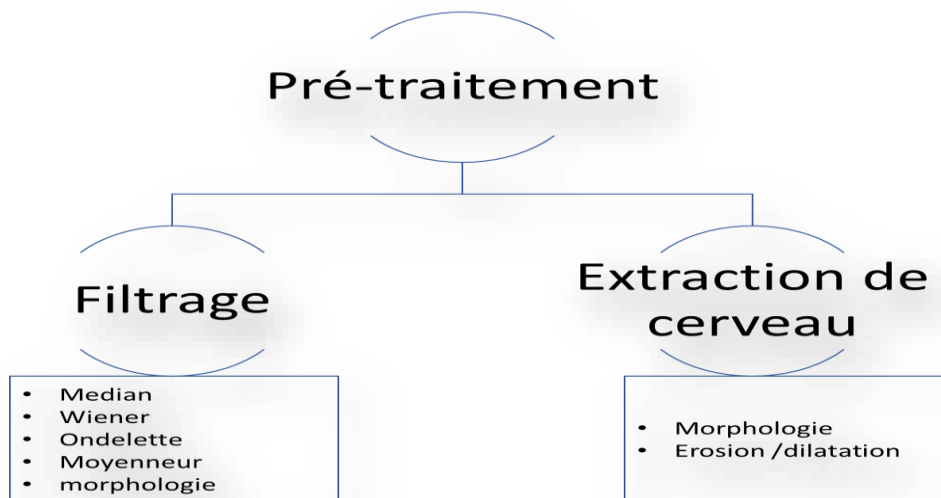 Pré-traitement
Filtrage
Extraction de
cerveau
• Median
• Wiener
• Ondelette
• Moyenneur
• morphologie
• Morphologie
• Erosion /dilatation